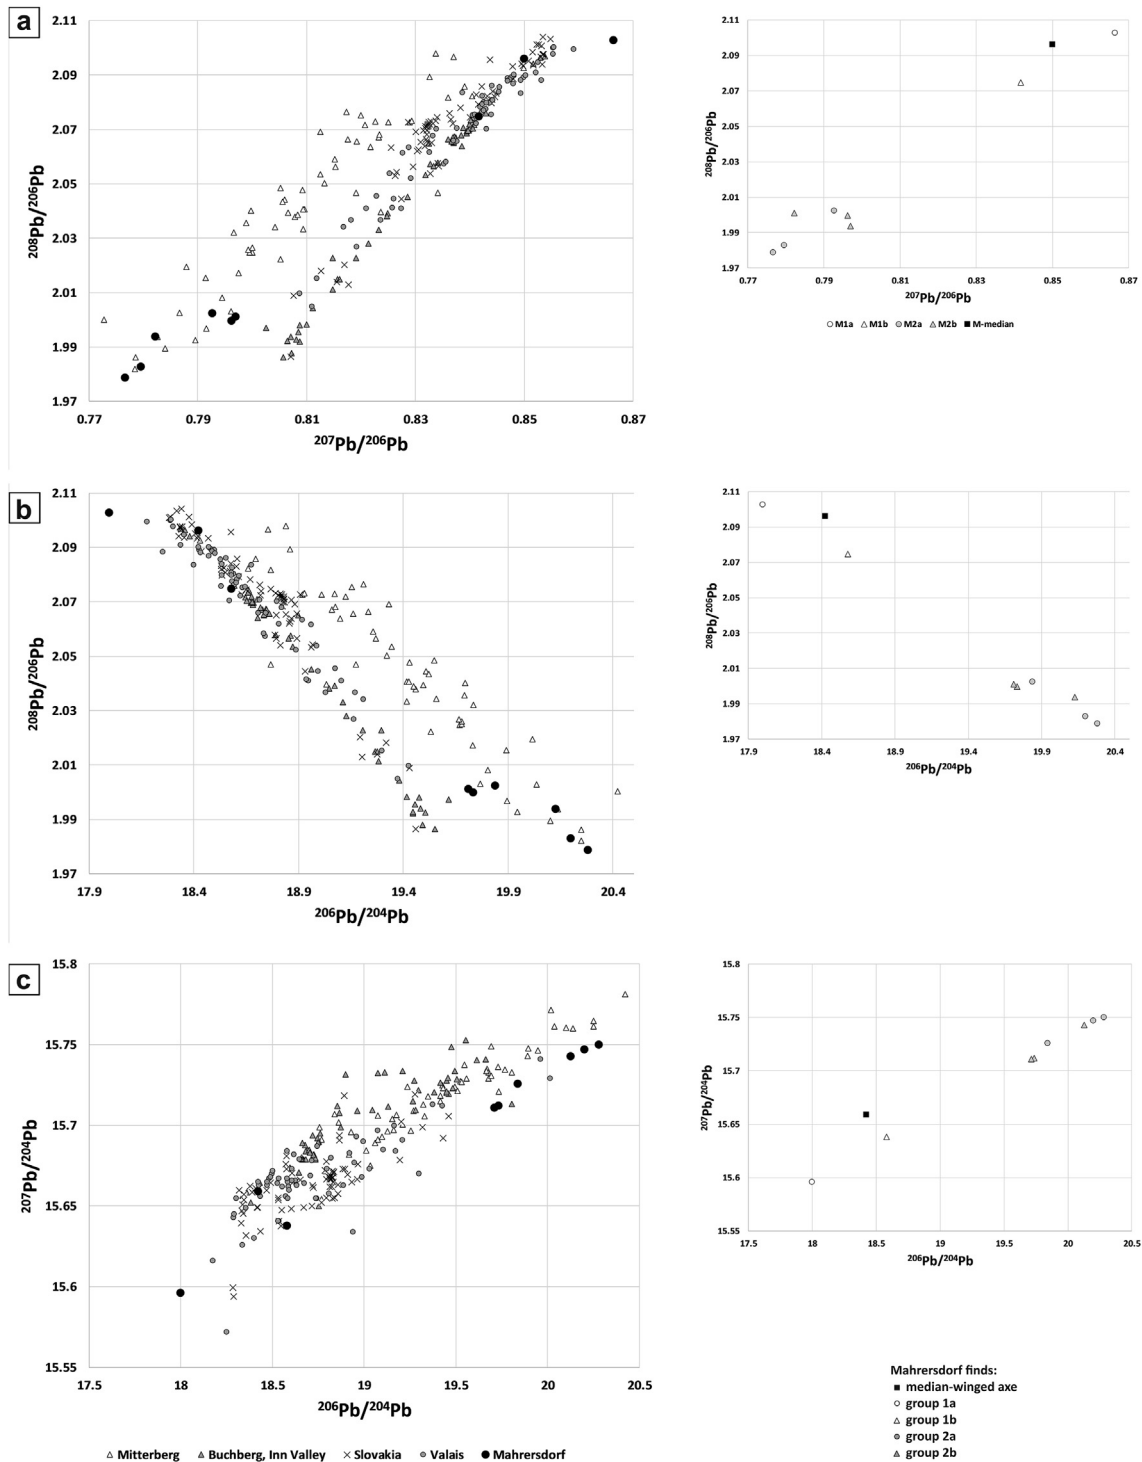 a
2.11
2.09
2.07
2.05
2.03
2.01
1.99
1.97
208Pb/206Pb
0.77 0.79 0.81 0.83 0.85 0.87
207Pb/206Pb
2.11
2.09
2.07
2.05
2.03
2.01
1.99
1.97
208Pb/206Pb
0.77 0.79 0.81 0.83 0.85 0.87
207Pb/206Pb
M1a M1b M2a M2b M-median
b
2.11
2.09
2.07
2.05
2.03
2.01
1.99
1.97
208Pb/206Pb
17.9 18.4 18.9 19.4 19.9 20.4
206Pb/204Pb
2.11
2.09
2.07
2.05
2.03
2.01
1.99
1.97
208Pb/206Pb
17.9 18.4 18.9 19.4 19.9 20.4
206Pb/204Pb
c
15.8
15.75
15.7
15.65
15.6
15.55
207Pb/204Pb
17.5 18 18.5 19 19.5 20 20.5
206Pb/204Pb
Mitterberg Buchberg, Inn Valley Slovakia Valais Mahrersdorf
15.8
15.75
15.7
15.65
15.6
15.55
207Pb/204Pb
17.5 18 18.5 19 19.5 20 20.5
206Pb/204Pb
Mahrersdorf finds:
median-winged axe
group 1a
group 1b
group 2a
group 2b